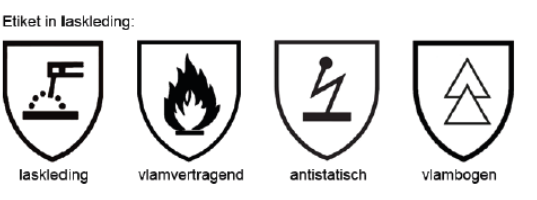 Etiket in laskleding:
laskleding vlamvertragend antistatisch vlambogen